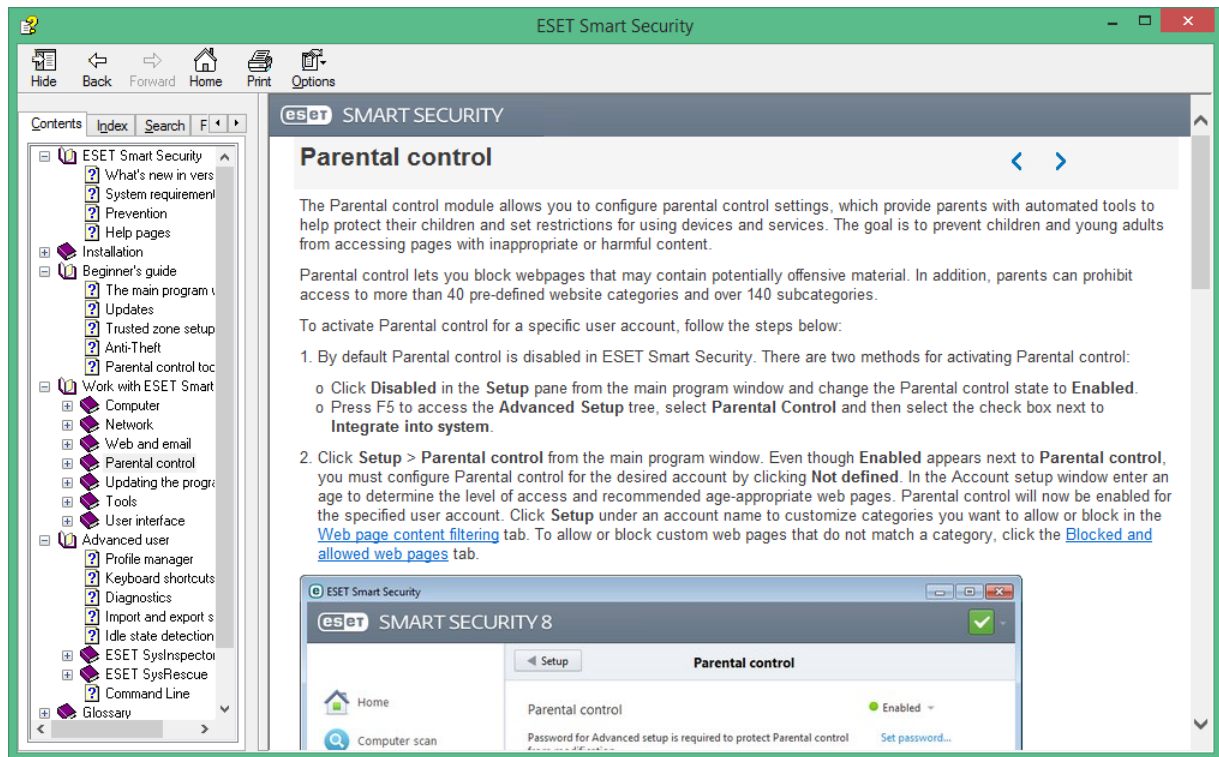 ESET Smart Security
Hide Back Forward Home Print Options
Contents Index Search F
ESET Smart Security
What's new in vers
System requirement
Prevention
Help pages
Installation
Beginner's guide
The main program
Updates
Trusted zone setup
Anti-Theft
Parental control too
Work with ESET Smart
Computer
Network
Web and email
Parental control
Updating the progra
Tools
User interface
Advanced user
Profile manager
Keyboard shortcuts
Diagnostics
Import and export s
Idle state detection
ESET SysInspector
ESET SysRescue
Command Line
Glossary
eset SMART SECURITY
Parental control
The Parental control module allows you to configure parental control settings, which provide parents with automated tools to
help protect their children and set restrictions for using devices and services. The goal is to prevent children and young adults
from accessing pages with inappropriate or harmful content.
Parental control lets you block webpages that may contain potentially offensive material. In addition, parents can prohibit
access to more than 40 pre-defined website categories and over 140 subcategories.
To activate Parental control for a specific user account, follow the steps below:
1. By default Parental control is disabled in ESET Smart Security. There are two methods for activating Parental control:
o Click Disabled in the Setup pane from the main program window and change the Parental control state to Enabled.
o Press F5 to access the Advanced Setup tree, select Parental Control and then select the check box next to
Integrate into system.
2. Click Setup > Parental control from the main program window. Even though Enabled appears next to Parental control,
you must configure Parental control for the desired account by clicking Not defined. In the Account setup window enter an
age to determine the level of access and recommended age-appropriate web pages. Parental control will now be enabled for
the specified user account. Click Setup under an account name to customize categories you want to allow or block in the
Web page content filtering tab. To allow or block custom web pages that do not match a category, click the Blocked and
allowed web pages tab.
ESET Smart Security
eset SMART SECURITY 8
Setup Parental control
Home
Parental control Enabled
Computer scan
Password for Advanced setup is required to protect Parental control Set password...